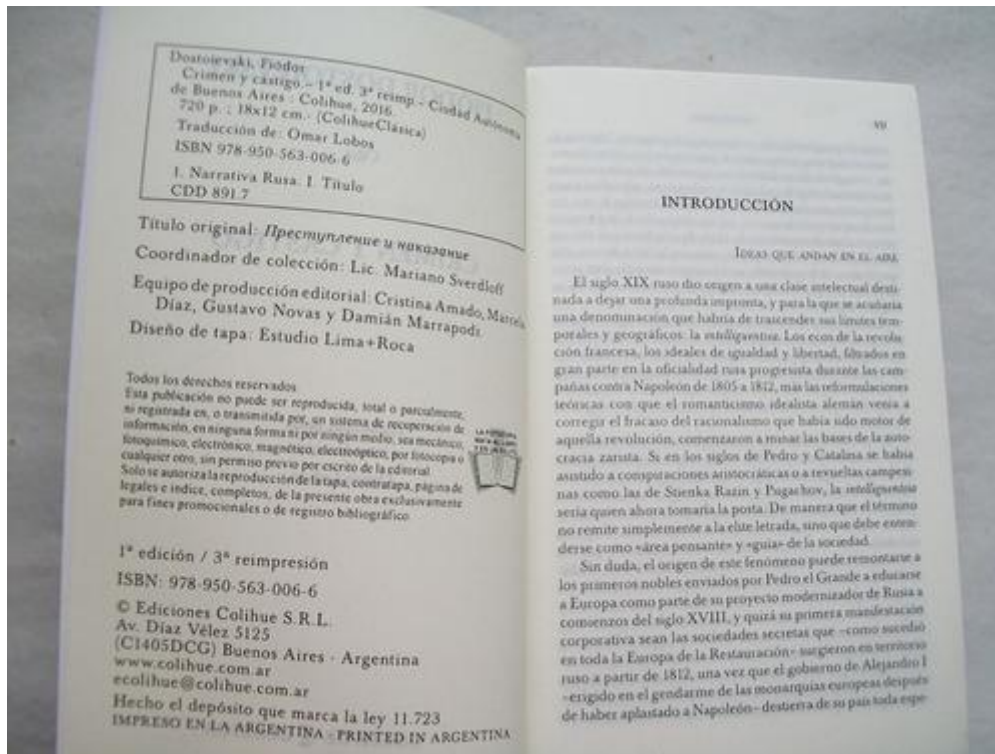 Dostoievski, Fiódor
Crimen y castigo - 1ª ed. 3ª reimp.- Ciudad Autónoma
de Buenos Aires : Colihue, 2016.
720 p. ; 18x12 cm.- (ColihueClásica)
Traducción de: Omar Lobos
ISBN 978-950-563-006-6
1. Narrativa Rusa. I. Título
CDD 891.7
Título original: Преступление и наказание
Coordinador de colección: Lic. Mariano Sverdloff
Equipo de producción editorial: Cristina Amado, Marcela
Díaz, Gustavo Novas y Damián Marrapodi.
Diseño de tapa: Estudio Lima+Roca
Todos los derechos reservados.
Esta publicación no puede ser reproducida, total o parcialmente,
ni registrada en, o transmitida por, un sistema de recuperación de
información, en ninguna forma ni por ningún medio, sea mecánico,
fotoquímico, electrónico, magnético, electroóptico, por fotocopia o
cualquier otro, sin permiso previo por escrito de la editorial.
Solo se autoriza la reproducción de la tapa, contratapa, página de
legales e índice, completos, de la presente obra exclusivamente
para fines promocionales o de registro bibliográfico.
1ª edición / 3ª reimpresión
ISBN: 978-950-563-006-6
© Ediciones Colihue S.R.L.
Av. Díaz Vélez 5125
(C1405DCG) Buenos Aires - Argentina
www.colihue.com.ar
ecolihue@colihue.com.ar
Hecho el depósito que marca la ley 11.723
IMPRESO EN LA ARGENTINA - PRINTED IN ARGENTINA
VII
INTRODUCCIÓN
IDEAS QUE ANDAN EN EL AIRE
El siglo XIX ruso dio origen a una clase intelectual desti-
nada a dejar una profunda impronta, y para la que se acuñaría
una denominación que habría de trascender sus límites tem-
porales y geográficos: la intelliguentsia. Los ecos de la revolu-
ción francesa, los ideales de igualdad y libertad, filtrados en
gran parte en la oficialidad rusa progresista durante las cam-
pañas contra Napoleón de 1805 a 1812, más las reformulaciones
teóricas con que el romanticismo idealista alemán venía a
corregir el fracaso del racionalismo que había sido motor de
aquella revolución, comenzaron a minar las bases de la auto-
cracia zarista. Si en los siglos de Pedro y Catalina se había
asistido a conspiraciones aristocráticas o a revueltas campesi-
nas como las de Stienka Razin y Pugachov, la intelliguentsia
sería quien ahora tomaría la posta. De manera que el término
no remite simplemente a la elite letrada, sino que debe enten-
derse como «área pensante» y «guía» de la sociedad.
Sin duda, el origen de este fenómeno puede remontarse a
los primeros nobles enviados por Pedro el Grande a educarse
a Europa como parte de su proyecto modernizador de Rusia a
comienzos del siglo XVIII, y quizá su primera manifestación
corporativa sean las sociedades secretas que –como sucedió
en toda la Europa de la Restauración– surgieron en territorio
ruso a partir de 1812, una vez que el gobierno de Alejandro I
–erigido en el gendarme de las monarquías europeas después
de haber aplastado a Napoleón– destierra de su país toda espe-